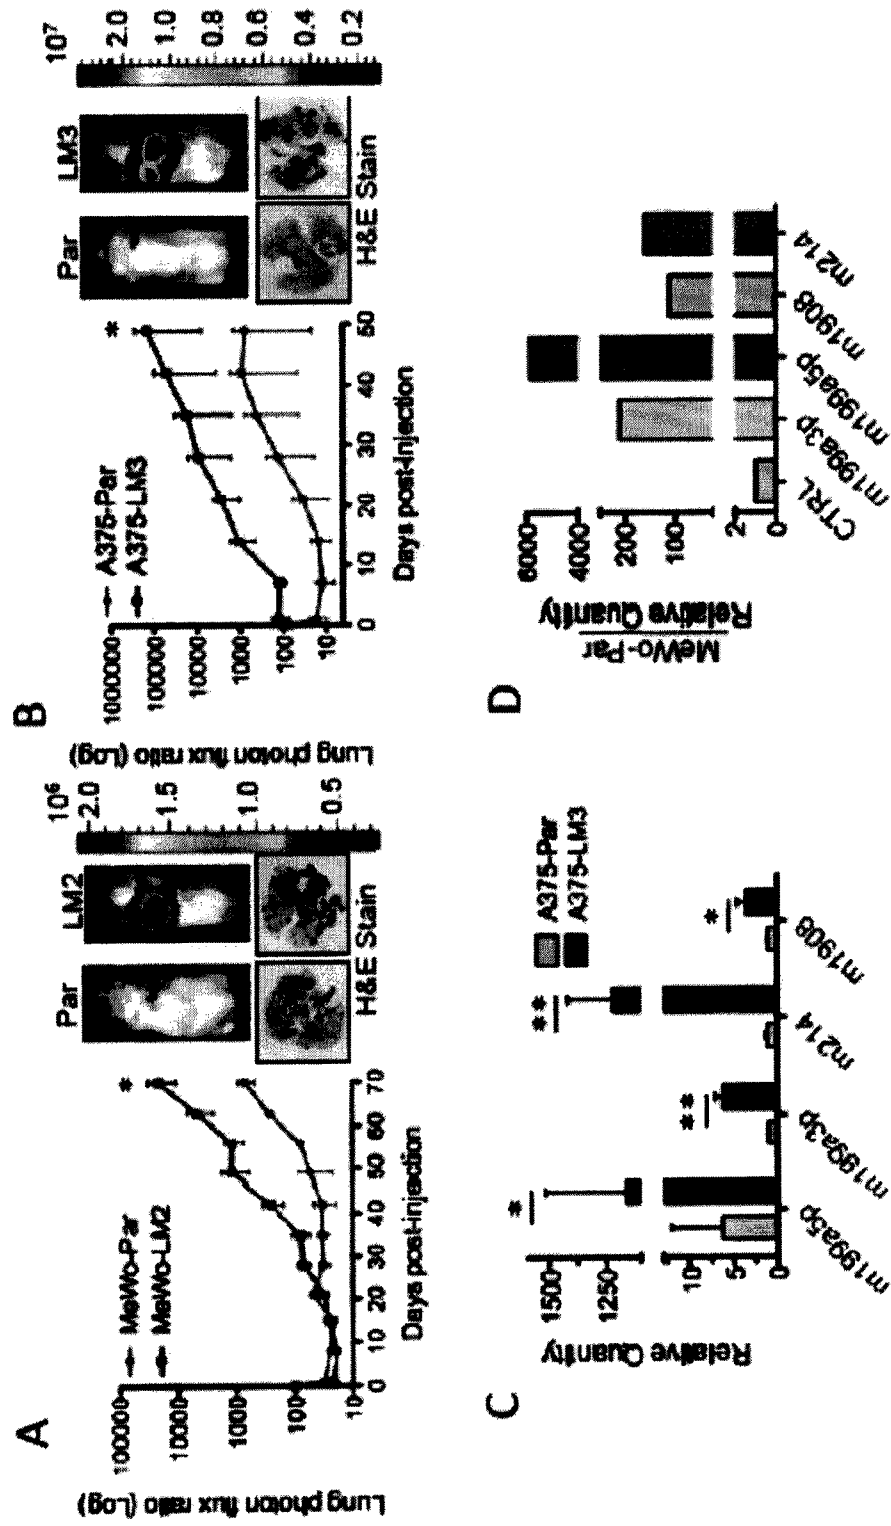 A
Lung photon flux ratio (Log)
100000
10000
1000
100
10
MeWo-Par
MeWo-LM2
*
0 10 20 30 40 50 60 70
Days post-injection
Par LM2
H&E Stain
10⁶
2.0
1.5
1.0
0.5
B
Lung photon flux ratio (Log)
1000000
100000
10000
1000
100
10
A375-Par
A375-LM3
*
0 10 20 30 40 50
Days post-injection
Par LM3
H&E Stain
10⁷
2.0
1.0
0.8
0.6
0.4
0.2
C
Relative Quantity
1500
1250
10
5
0
A375-Par
A375-LM3
* ** ** *
m199a5p m199a3p m214 m1908
D
MeWo-Par
Relative Quantity
6000
4000
200
100
2
0
CTRL m199a3p m199a5p m1908 m214